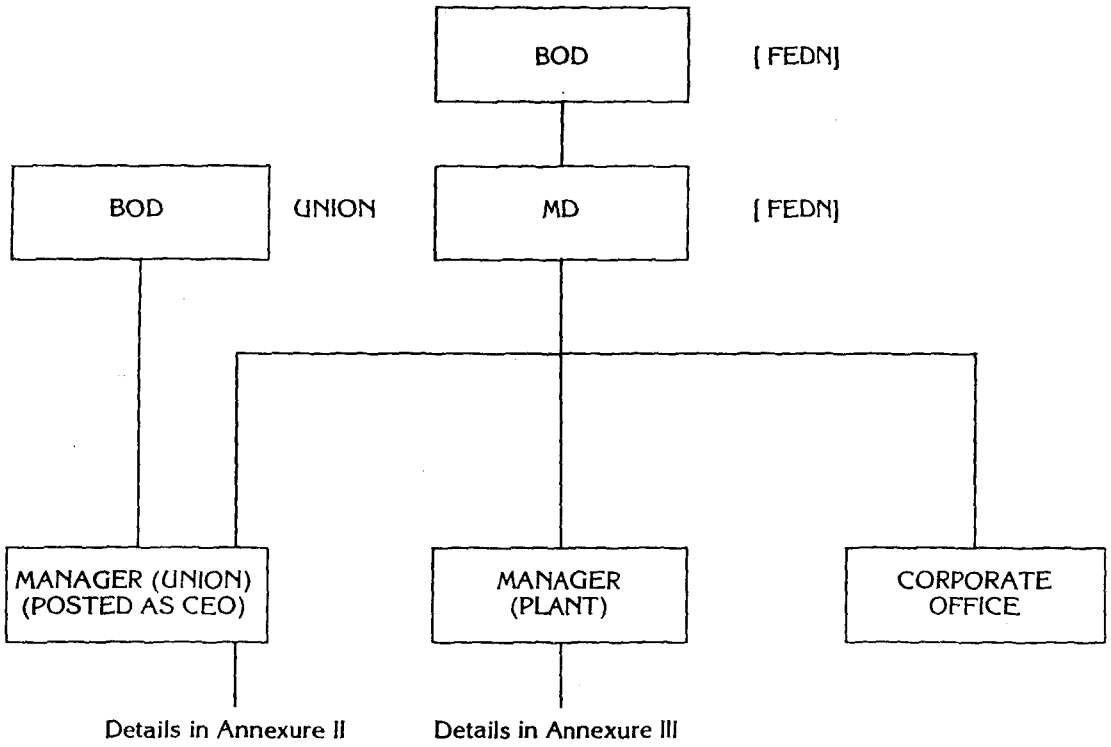 BOD [ FEDN]
BOD UNION MD [ FEDN]
MANAGER (UNION)
(POSTED AS CEO)
MANAGER
(PLANT)
CORPORATE
OFFICE
Details in Annexure II
Details in Annexure III